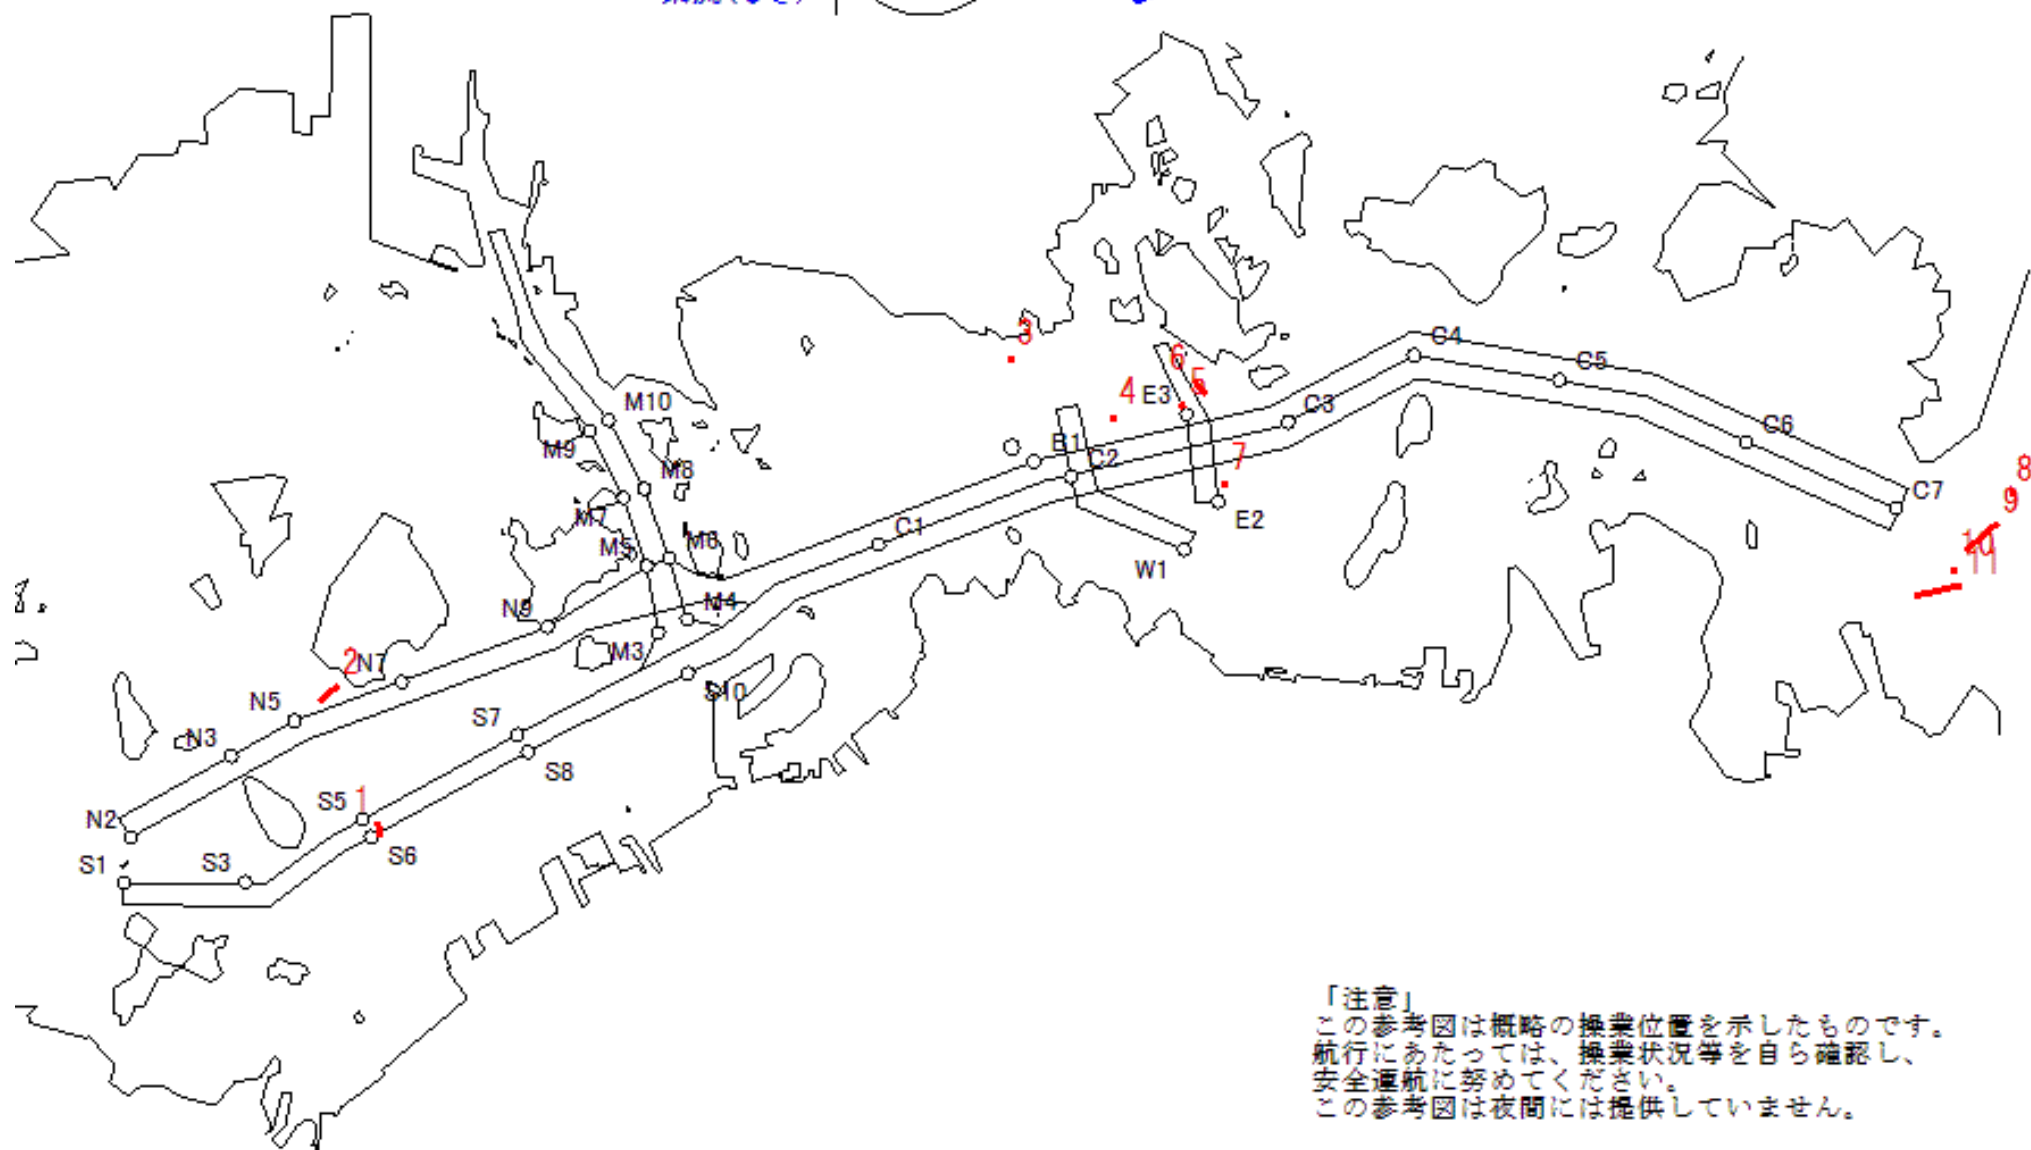 3
C4
6
5
C5
4
E3
M10
C3
C6
B1
M9
C2
7
M8
8
C7
9
M7
E2
C1
10
M5
M6
11
W1
N9
M4
M3
2
N7
S10
N5
S7
N3
S8
S5
1
N2
S6
S1
S3
「注意」
この参考図は概略の操業位置を示したものです。
航行にあたっては、操業状況等を自ら確認し、
安全運航に努めてください。
この参考図は夜間には提供していません。